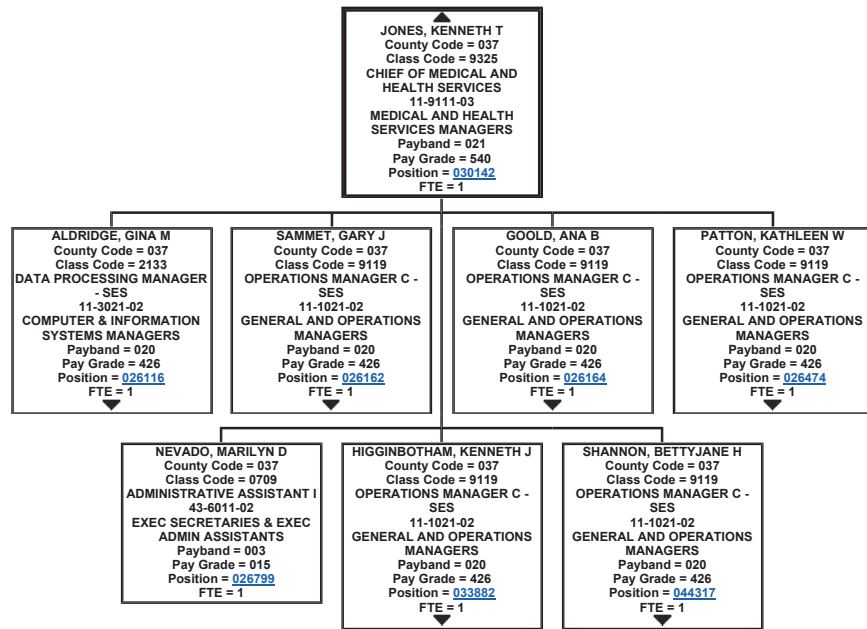 JONES, KENNETH T
County Code = 037
Class Code = 9325
CHIEF OF MEDICAL AND
HEALTH SERVICES
11-9111-03
MEDICAL AND HEALTH
SERVICES MANAGERS
Payband = 021
Pay Grade = 540
Position = 030142
FTE = 1
ALDRIDGE, GINA M
County Code = 037
Class Code = 2133
DATA PROCESSING MANAGER
- SES
11-3021-02
COMPUTER & INFORMATION
SYSTEMS MANAGERS
Payband = 020
Pay Grade = 426
Position = 026116
FTE = 1
SAMMET, GARY J
County Code = 037
Class Code = 9119
OPERATIONS MANAGER C -
SES
11-1021-02
GENERAL AND OPERATIONS
MANAGERS
Payband = 020
Pay Grade = 426
Position = 026162
FTE = 1
GOOLD, ANA B
County Code = 037
Class Code = 9119
OPERATIONS MANAGER C -
SES
11-1021-02
GENERAL AND OPERATIONS
MANAGERS
Payband = 020
Pay Grade = 426
Position = 026164
FTE = 1
PATTON, KATHLEEN W
County Code = 037
Class Code = 9119
OPERATIONS MANAGER C -
SES
11-1021-02
GENERAL AND OPERATIONS
MANAGERS
Payband = 020
Pay Grade = 426
Position = 026474
FTE = 1
NEVADO, MARILYN D
County Code = 037
Class Code = 0709
ADMINISTRATIVE ASSISTANT I
43-6011-02
EXEC SECRETARIES & EXEC
ADMIN ASSISTANTS
Payband = 003
Pay Grade = 015
Position = 026799
FTE = 1
HIGGINBOTHAM, KENNETH J
County Code = 037
Class Code = 9119
OPERATIONS MANAGER C -
SES
11-1021-02
GENERAL AND OPERATIONS
MANAGERS
Payband = 020
Pay Grade = 426
Position = 033882
FTE = 1
SHANNON, BETTYJANE H
County Code = 037
Class Code = 9119
OPERATIONS MANAGER C -
SES
11-1021-02
GENERAL AND OPERATIONS
MANAGERS
Payband = 020
Pay Grade = 426
Position = 044317
FTE = 1